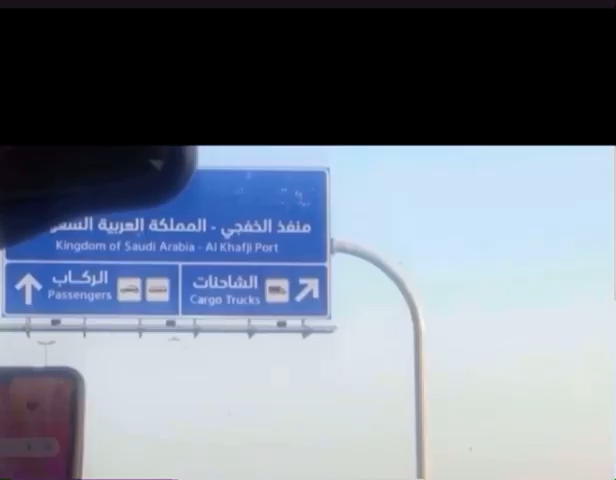 منفذ الخفجي - المملكة العربية
Kingdom of Saudi Arabia - Al Khafji Port
الشاحنات
Cargo Trucks
الركاب
Passengers